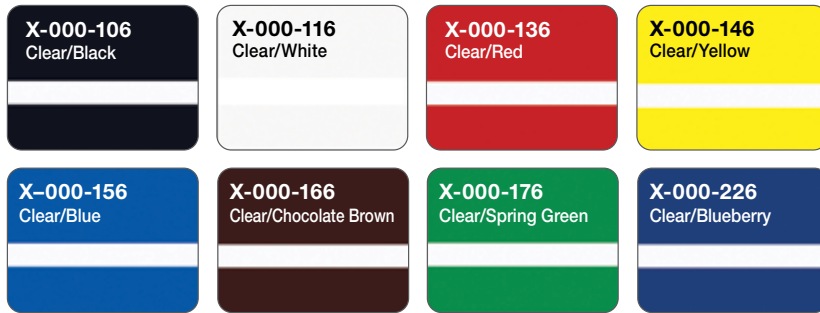 X-000-106
Clear/Black
X-000-116
Clear/White
X-000-136
Clear/Red
X-000-146
Clear/Yellow
X–000-156
Clear/Blue
X-000-166
Clear/Chocolate Brown
X-000-176
Clear/Spring Green
X-000-226
Clear/Blueberry